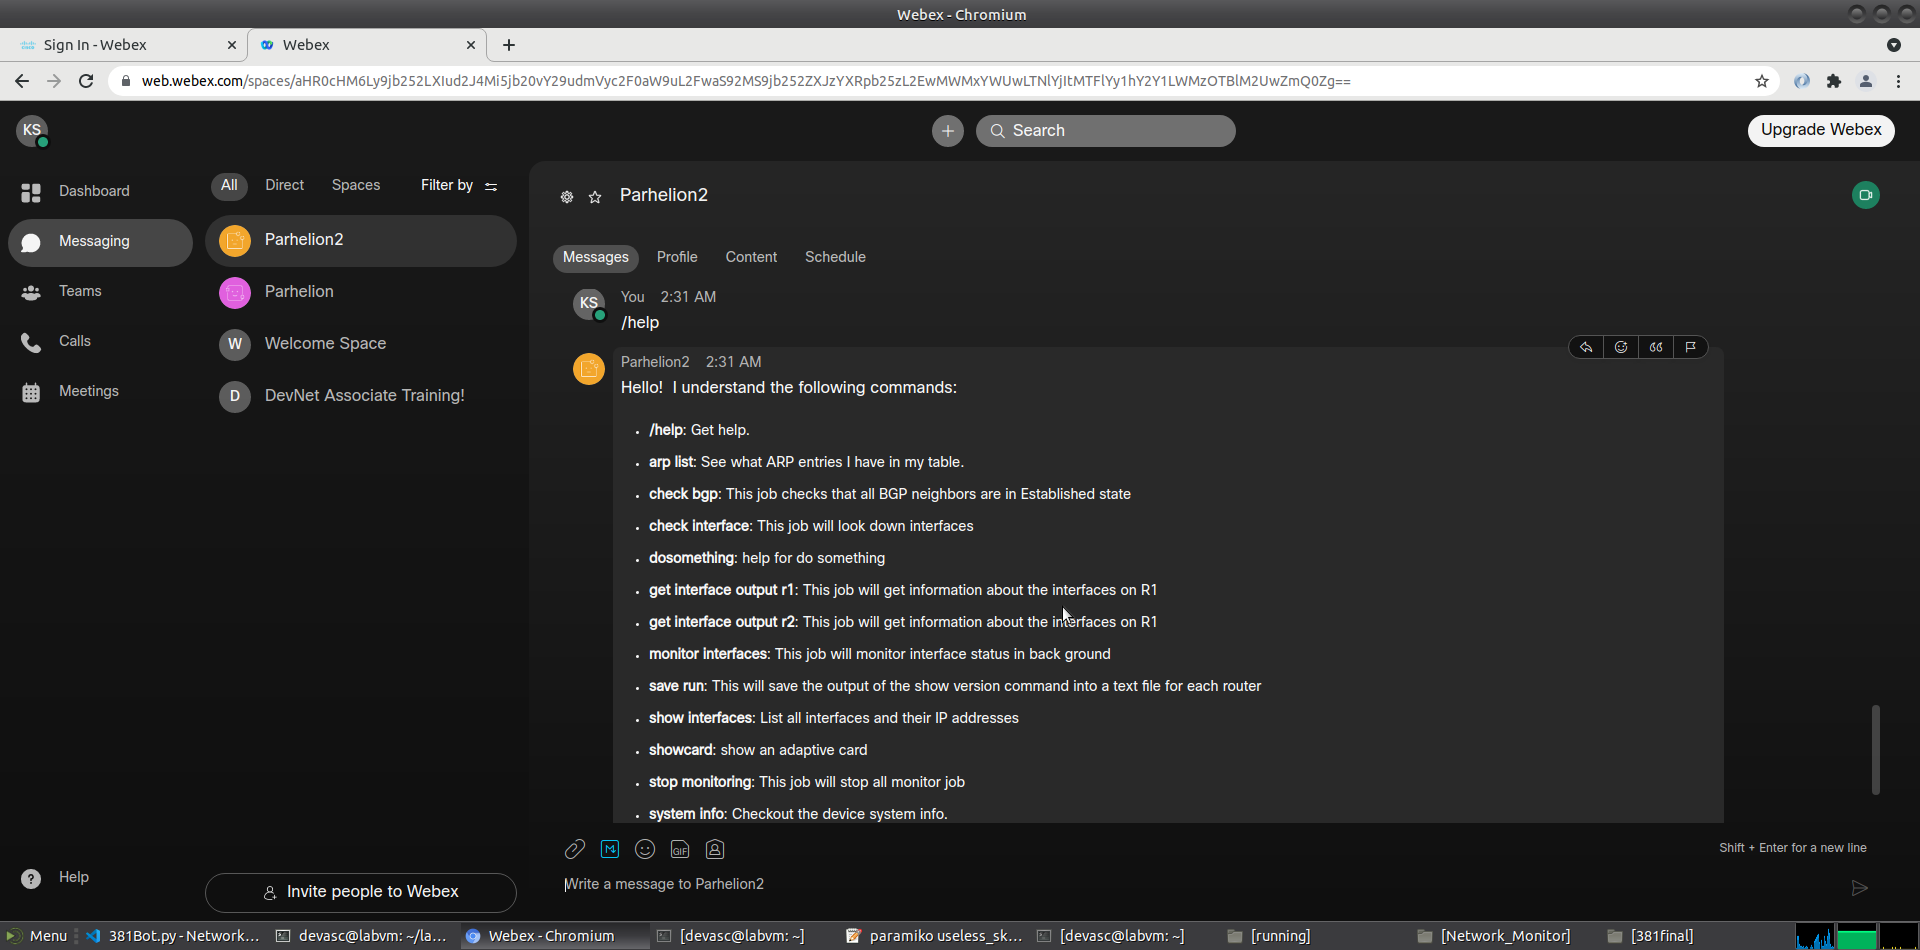 Webex - Chromium
Sign In - Webex
Webex
web.webex.com/spaces/aHR0cHM6Ly9jb252LXIud2J4Mi5jb20vY29udmVyc2F0aW9uL2FwaS92MS9jb252ZXJzYXRpb25zL2EwMWMxYWUwLTNlYjItMTFlYy1hY2Y1LWMzOTBlM2UwZmQ0Zg==
KS
Search
Upgrade Webex
Dashboard
Messaging
Teams
Calls
Meetings
All Direct Spaces Filter by
Parhelion2
Parhelion
W Welcome Space
D DevNet Associate Training!
Parhelion2
Messages Profile Content Schedule
KS
You 2:31 AM
/help
Parhelion2 2:31 AM
Hello! I understand the following commands:
• /help: Get help.
• arp list: See what ARP entries I have in my table.
• check bgp: This job checks that all BGP neighbors are in Established state
• check interface: This job will look down interfaces
• dosomething: help for do something
• get interface output r1: This job will get information about the interfaces on R1
• get interface output r2: This job will get information about the interfaces on R1
• monitor interfaces: This job will monitor interface status in back ground
• save run: This will save the output of the show version command into a text file for each router
• show interfaces: List all interfaces and their IP addresses
• showcard: show an adaptive card
• stop monitoring: This job will stop all monitor job
• system info: Checkout the device system info.
GIF
Shift + Enter for a new line
Write a message to Parhelion2
Help
Invite people to Webex
Menu
381Bot.py - Network...
devasc@labvm: ~/la...
Webex - Chromium
[devasc@labvm: ~]
paramiko useless_sk...
[devasc@labvm: ~]
[running]
[Network_Monitor]
[381final]